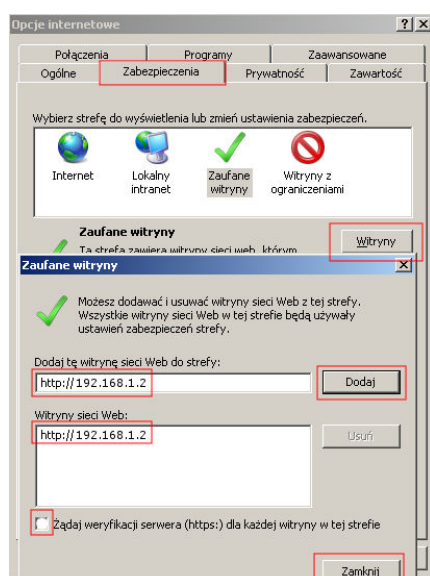 Opcje internetowe
Połączenia Programy Zaawansowane
Ogólne Zabezpieczenia Prywatność Zawartość
Wybierz strefę do wyświetlenia lub zmień ustawienia zabezpieczeń.
Internet Lokalny intranet Zaufane witryny Witryny z ograniczeniami
Zaufane witryny
Ta strefa zawiera witryny sieci web, którym
Witryny
Zaufane witryny
Możesz dodawać i usuwać witryny sieci Web z tej strefy.
Wszystkie witryny sieci Web w tej strefie będą używały
ustawień zabezpieczeń strefy.
Dodaj tę witrynę sieci Web do strefy:
http://192.168.1.2 Dodaj
Witryny sieci Web:
http://192.168.1.2 Usuń
Żądaj weryfikacji serwera (https:) dla każdej witryny w tej strefie
Zamknij